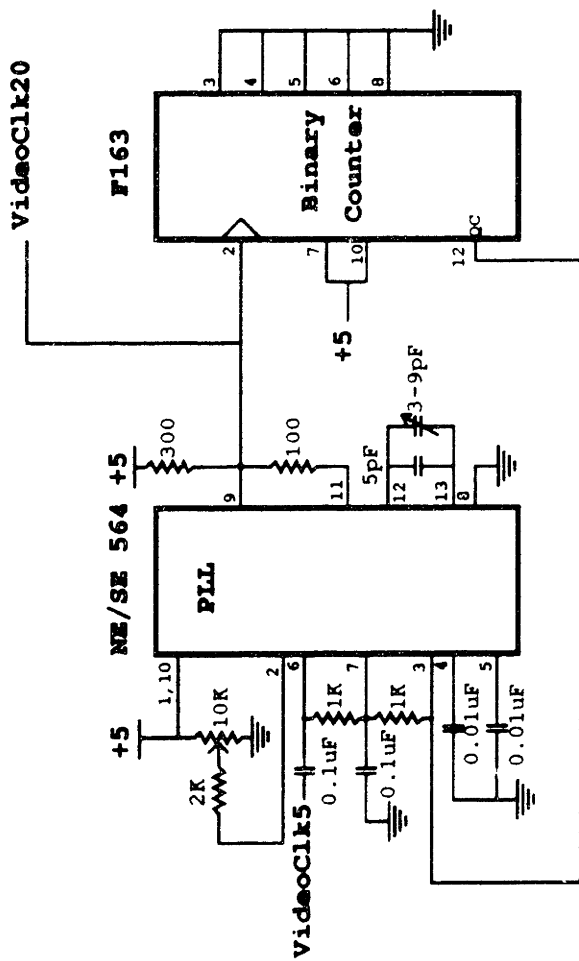 VideoClk20
F163
Binary
Counter
3
4
5
6
8
2
7
10
12
QC
+5
NE/SE 564
PLL
+5
300
100
9
11
12
13
8
5pF
3-9pF
+5
1,10
10K
2K
2
6
7
3
4
5
VideoClk5
0.1uF
1K
0.1uF
1K
0.01uF
0.01uF